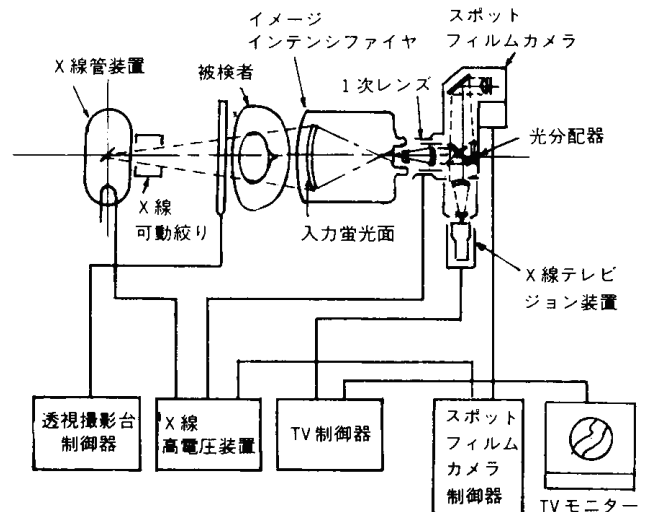 イメージ
インテンシファイヤ
スポット
フィルムカメラ
X線管装置
被検者
1次レンズ
光分配器
X線
可動絞り
入力蛍光面
X線テレビ
ジョン装置
透視撮影台
制御器
X線
高電圧装置
TV制御器
スポット
フィルム
カメラ
制御器
TVモニター